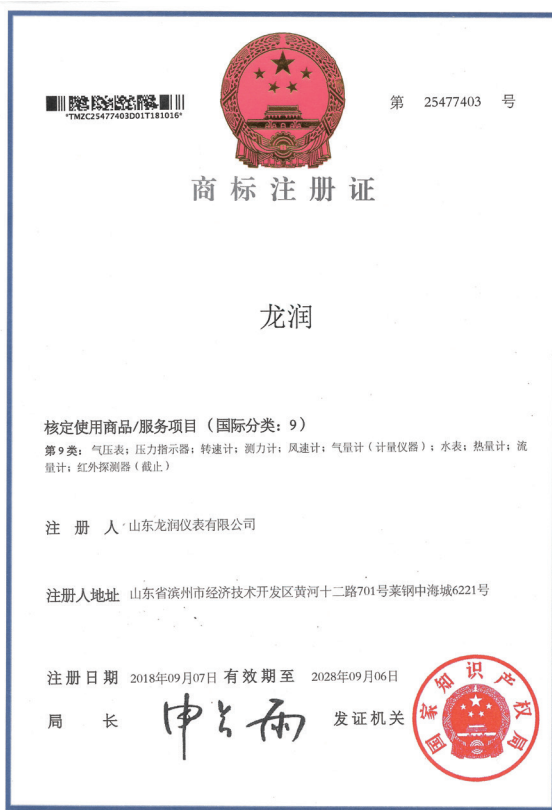 *TMZC25477403D01T181016*
第 25477403 号
商标注册证
龙润
核定使用商品/服务项目（国际分类：9）
第9类：气压表；压力指示器；转速计；测力计；风速计；气量计（计量仪器）；水表；热量计；流
量计；红外探测器（截止）
注册人 山东龙润仪表有限公司
注册人地址 山东省滨州市经济技术开发区黄河十二路701号莱钢中海城6221号
注册日期 2018年09月07日 有效期至 2028年09月06日
局长 申长雨 发证机关
国家知识产权局